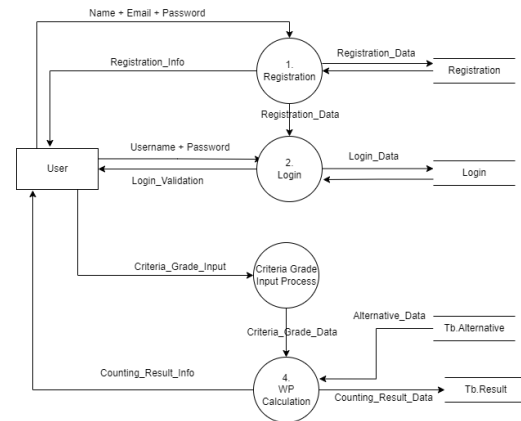 Name + Email + Password
Registration_Info
1.
Registration
Registration_Data
Registration
Registration_Data
User
Username + Password
Login_Validation
2.
Login
Login_Data
Login
Criteria_Grade_Input
Criteria Grade
Input Process
Criteria_Grade_Data
Alternative_Data
Tb.Alternative
Counting_Result_Info
4.
WP
Calculation
Counting_Result_Data
Tb.Result